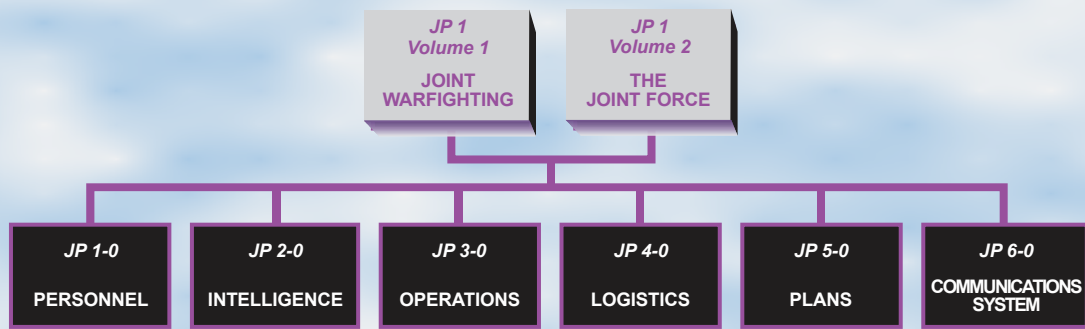 JP 1
Volume 1
JOINT
WARFIGHTING
JP 1
Volume 2
THE
JOINT FORCE
JP 1-0
PERSONNEL
JP 2-0
INTELLIGENCE
JP 3-0
OPERATIONS
JP 4-0
LOGISTICS
JP 5-0
PLANS
JP 6-0
COMMUNICATIONS
SYSTEM